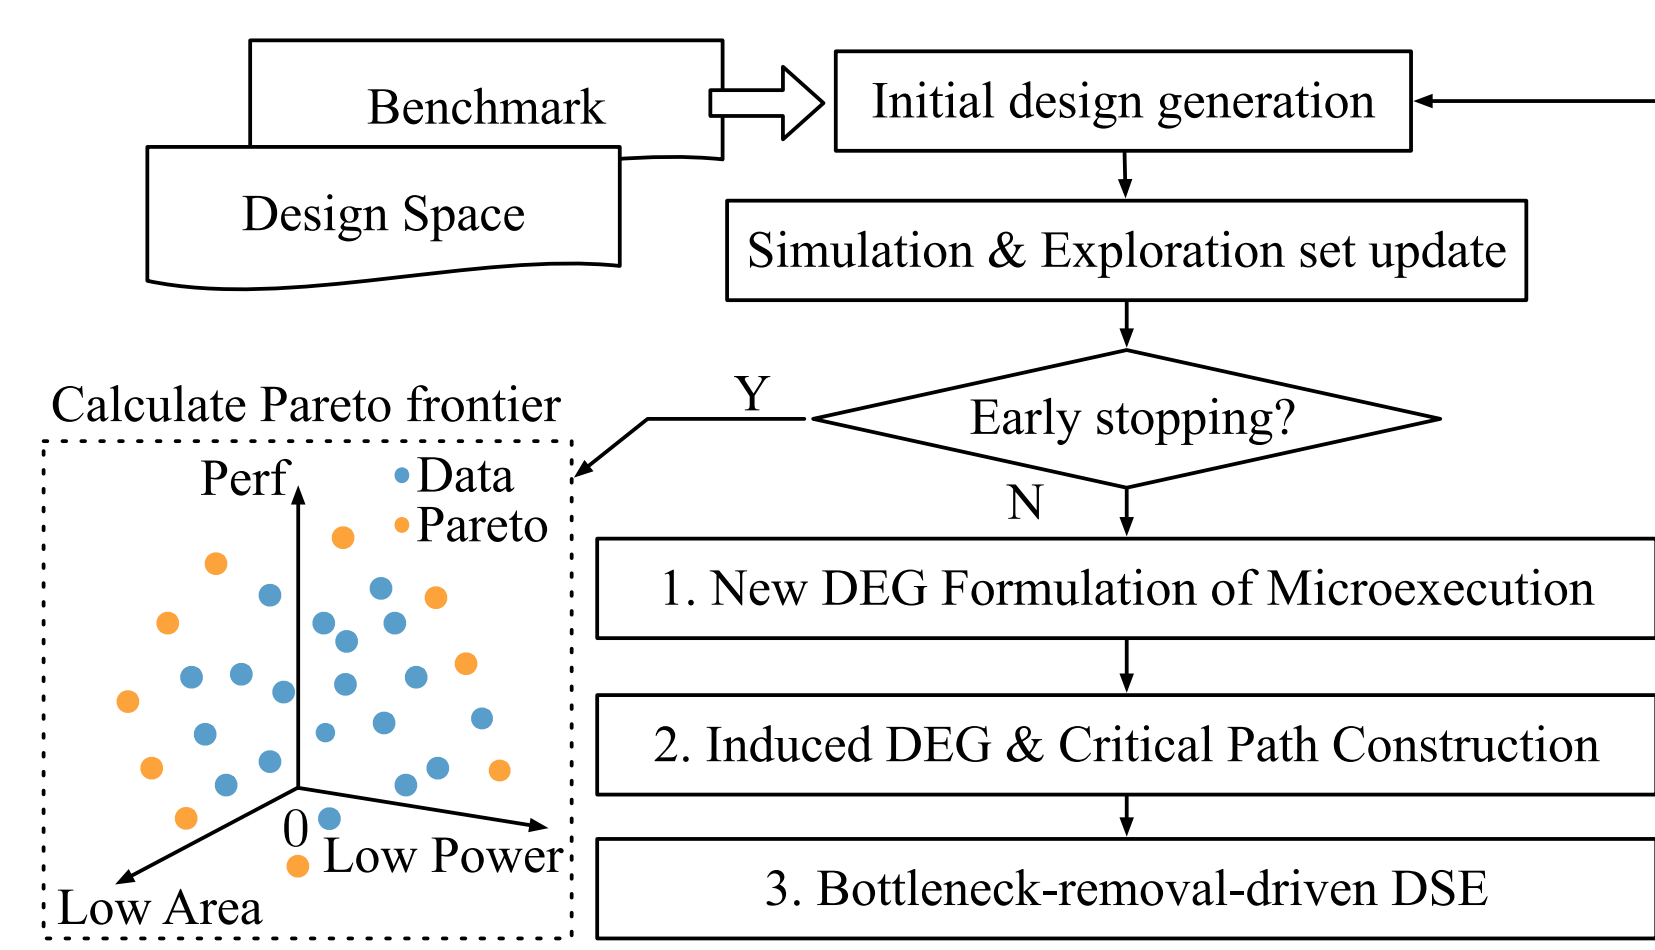 Benchmark
Design Space
Initial design generation
Simulation & Exploration set update
Early stopping?
Y
N
Calculate Pareto frontier
Perf
Data
Pareto
0
Low Power
Low Area
1. New DEG Formulation of Microexecution
2. Induced DEG & Critical Path Construction
3. Bottleneck-removal-driven DSE